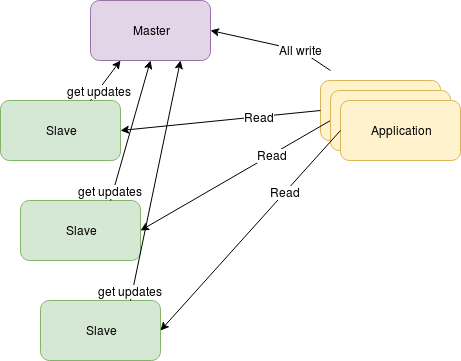 Master
All write
get updates
Slave
Read
Application
Read
get updates
Slave
Read
get updates
Slave